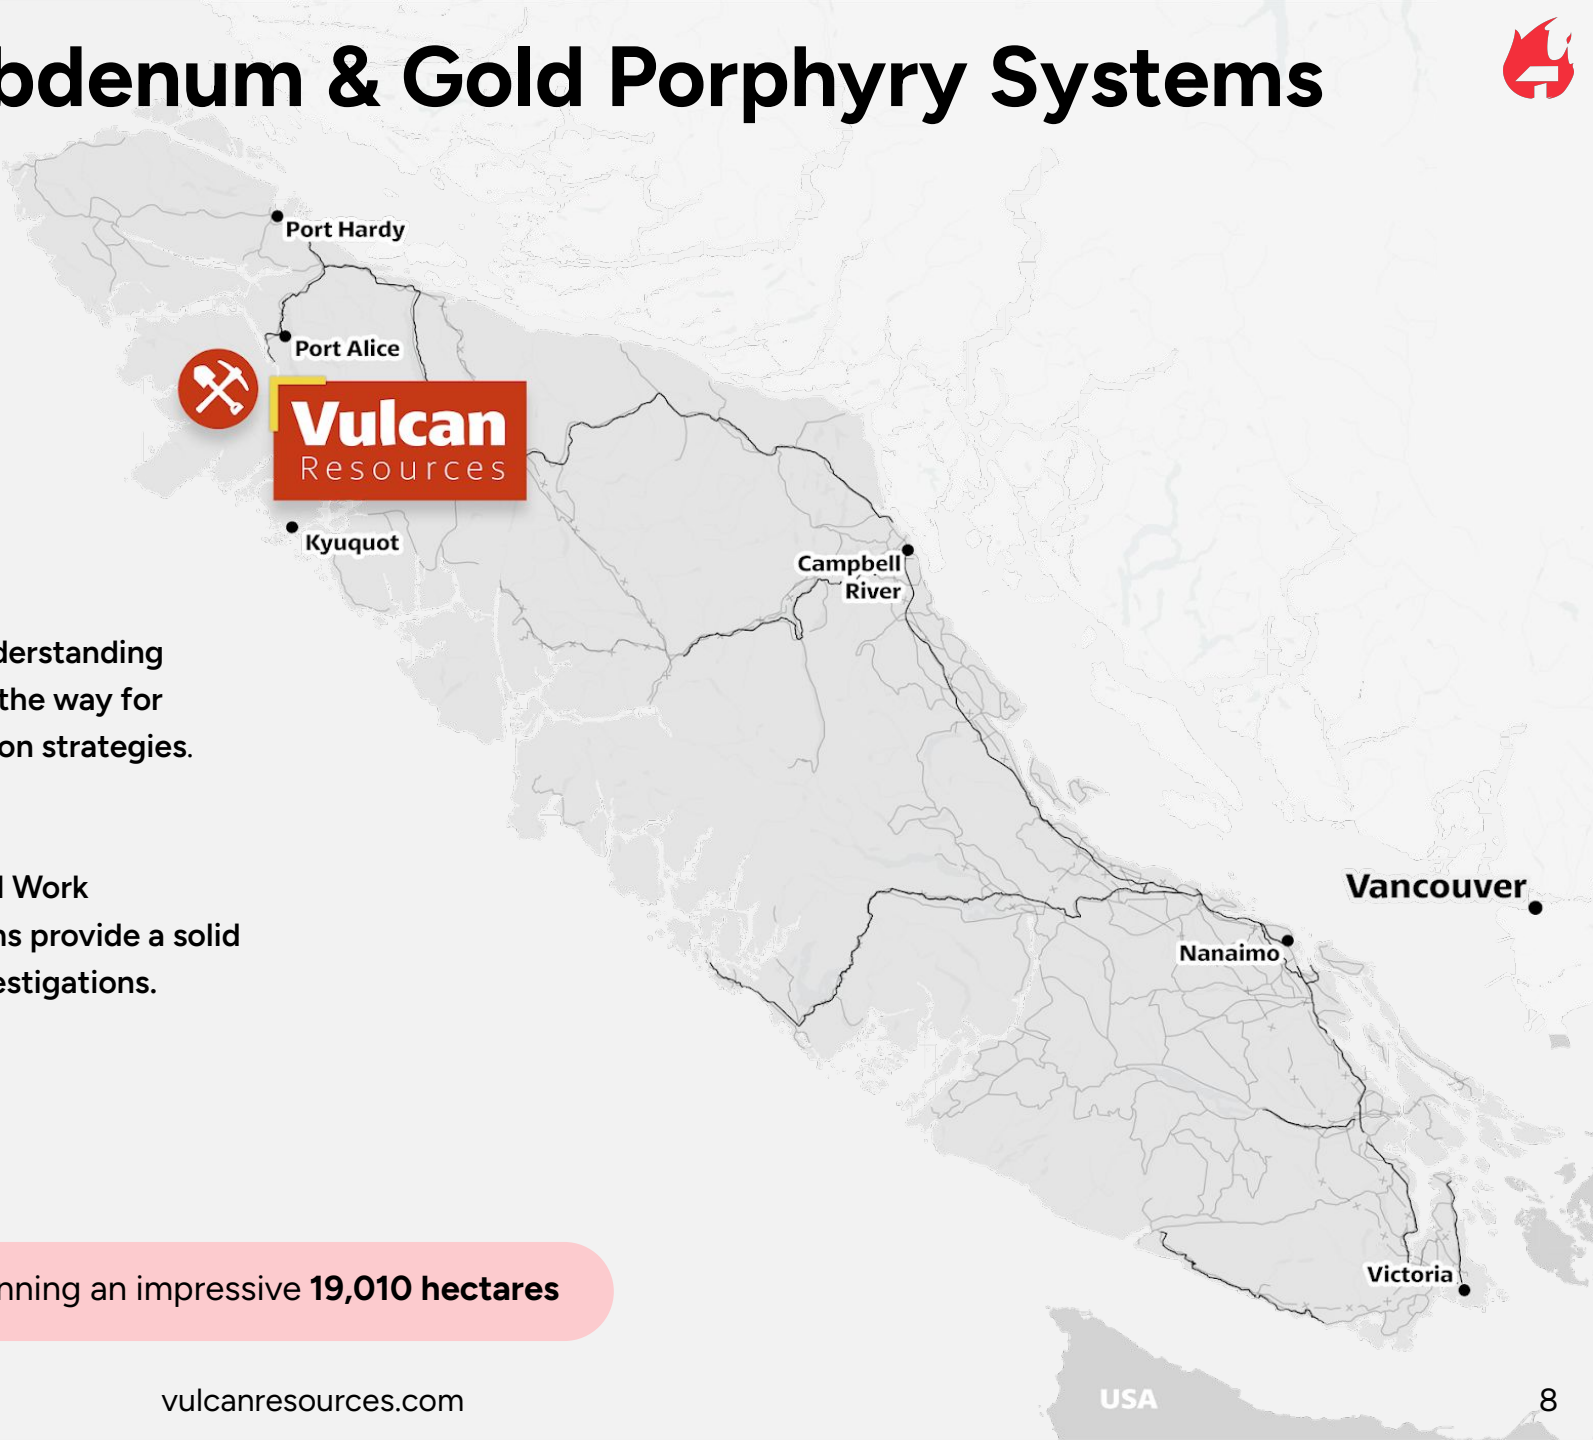 bdenum & Gold Porphyry Systems
Port Hardy
Port Alice
Vulcan
Resources
Kyuquot
Campbell
River
derstanding
the way for
on strategies.
l Work
ns provide a solid
estigations.
Vancouver
Nanaimo
Victoria
nning an impressive 19,010 hectares
USA
vulcanresources.com
8